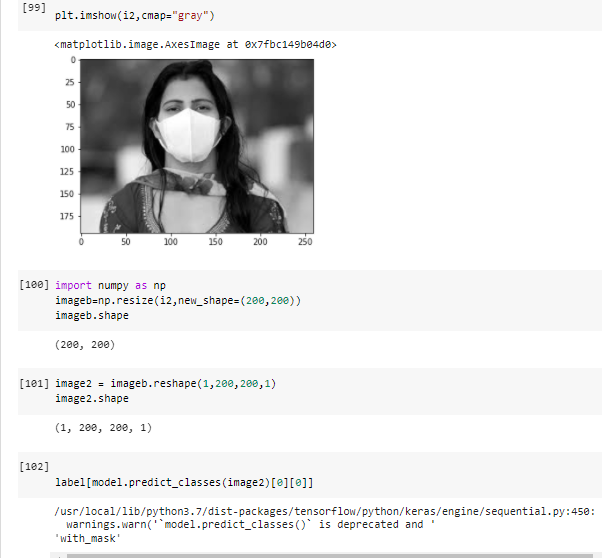 [99]
plt.imshow(i2,cmap="gray")
<matplotlib.image.AxesImage at 0x7fbc149b04d0>
0
25
50
75
100
125
150
175
0 50 100 150 200 250
[100] import numpy as np
imageb=np.resize(i2,new_shape=(200,200))
imageb.shape
(200, 200)
[101] image2 = imageb.reshape(1,200,200,1)
image2.shape
(1, 200, 200, 1)
[102]
label[model.predict_classes(image2)[0][0]]
/usr/local/lib/python3.7/dist-packages/tensorflow/python/keras/engine/sequential.py:450:
warnings.warn('`model.predict_classes()` is deprecated and '
'with_mask'